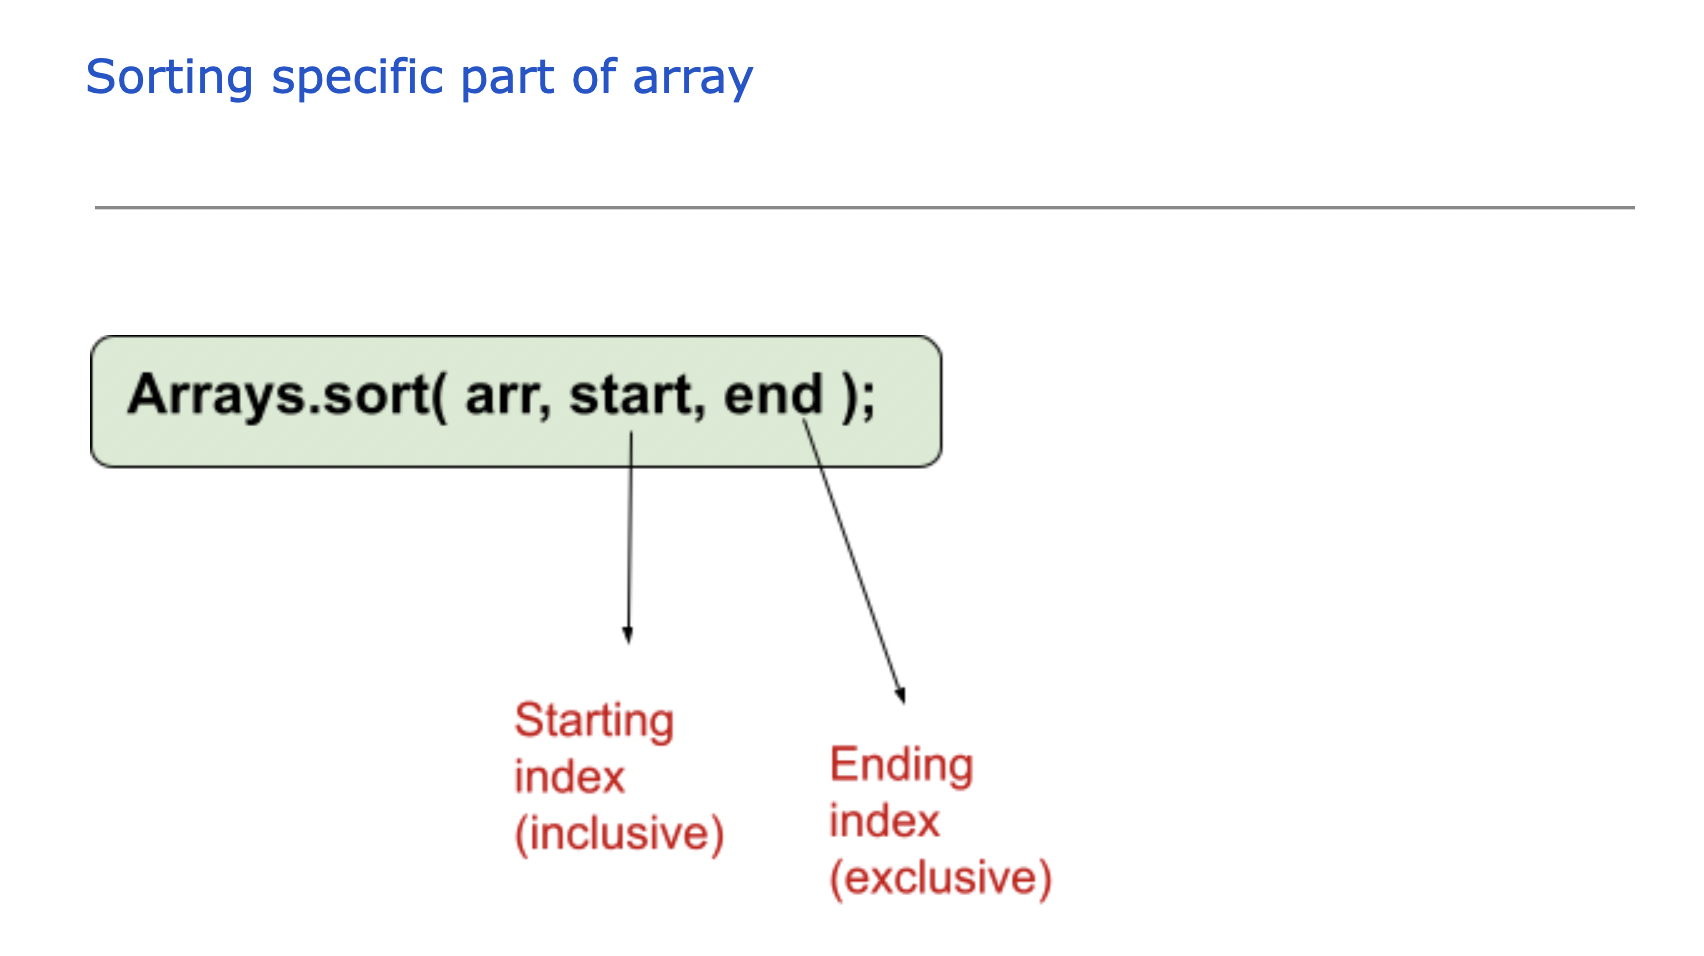 Sorting specific part of array
Arrays.sort( arr, start, end );
Starting
index
(inclusive)
Ending
index
(exclusive)